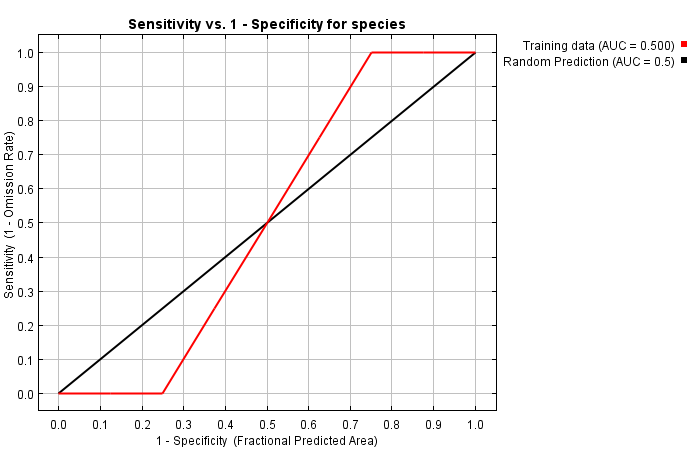 Sensitivity vs. 1 - Specificity for species
Training data (AUC = 0.500)
Random Prediction (AUC = 0.5)
Sensitivity (1 - Omission Rate)
1.0
0.9
0.8
0.7
0.6
0.5
0.4
0.3
0.2
0.1
0.0
0.0 0.1 0.2 0.3 0.4 0.5 0.6 0.7 0.8 0.9 1.0
1 - Specificity (Fractional Predicted Area)